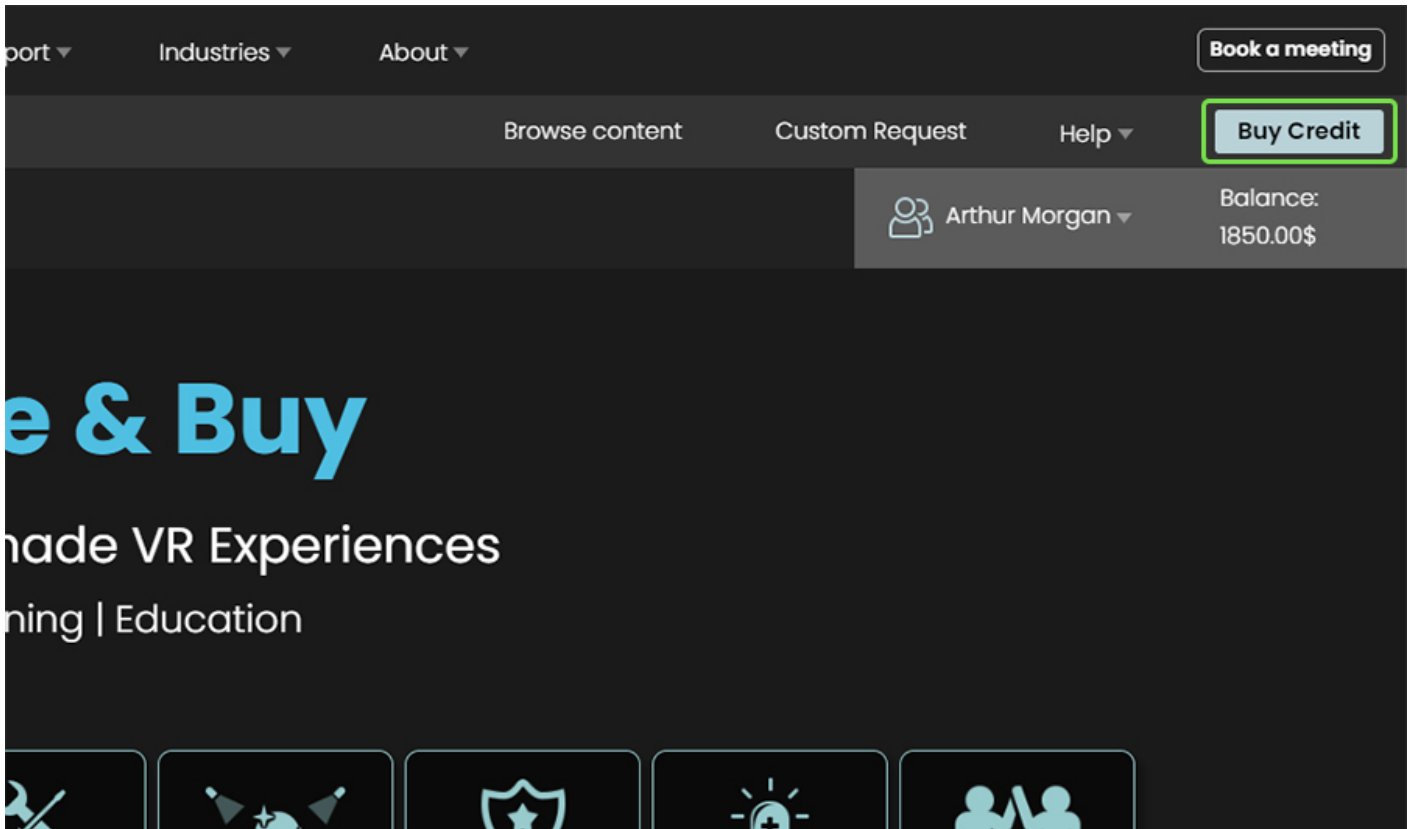 port
Industries
About
Book a meeting
Browse content
Custom Request
Help
Buy Credit
Arthur Morgan
Balance:
1850.00$
e & Buy
nade VR Experiences
ning | Education